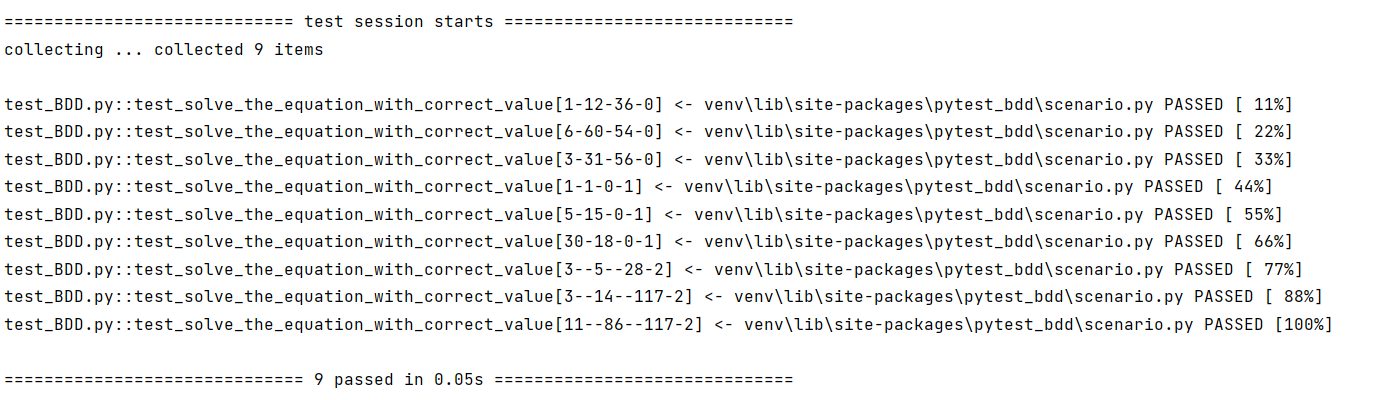 ============================= test session starts =============================
collecting ... collected 9 items
test_BDD.py::test_solve_the_equation_with_correct_value[1-12-36-0] <- venv\lib\site-packages\pytest_bdd\scenario.py PASSED [ 11%]
test_BDD.py::test_solve_the_equation_with_correct_value[6-60-54-0] <- venv\lib\site-packages\pytest_bdd\scenario.py PASSED [ 22%]
test_BDD.py::test_solve_the_equation_with_correct_value[3-31-56-0] <- venv\lib\site-packages\pytest_bdd\scenario.py PASSED [ 33%]
test_BDD.py::test_solve_the_equation_with_correct_value[1-1-0-1] <- venv\lib\site-packages\pytest_bdd\scenario.py PASSED [ 44%]
test_BDD.py::test_solve_the_equation_with_correct_value[5-15-0-1] <- venv\lib\site-packages\pytest_bdd\scenario.py PASSED [ 55%]
test_BDD.py::test_solve_the_equation_with_correct_value[30-18-0-1] <- venv\lib\site-packages\pytest_bdd\scenario.py PASSED [ 66%]
test_BDD.py::test_solve_the_equation_with_correct_value[3--5--28-2] <- venv\lib\site-packages\pytest_bdd\scenario.py PASSED [ 77%]
test_BDD.py::test_solve_the_equation_with_correct_value[3--14--117-2] <- venv\lib\site-packages\pytest_bdd\scenario.py PASSED [ 88%]
test_BDD.py::test_solve_the_equation_with_correct_value[11--86--117-2] <- venv\lib\site-packages\pytest_bdd\scenario.py PASSED [100%]
============================== 9 passed in 0.05s ==============================